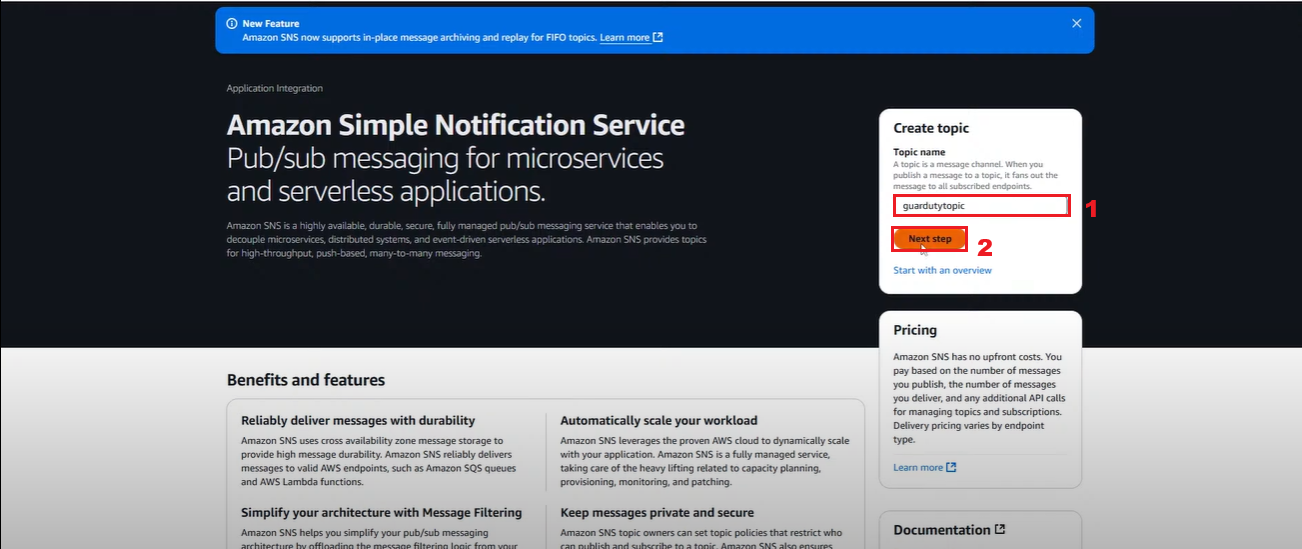 New Feature
Amazon SNS now supports in-place message archiving and replay for FIFO topics. Learn more
Application Integration
Amazon Simple Notification Service
Pub/sub messaging for microservices
and serverless applications.
Amazon SNS is a highly available, durable, secure, fully managed pub/sub messaging service that enables you to
decouple microservices, distributed systems, and event-driven serverless applications. Amazon SNS provides topics
for high-throughput, push-based, many-to-many messaging.
Create topic
Topic name
A topic is a message channel. When you
publish a message to a topic, it fans out the
message to all subscribed endpoints.
guardutytopic
1
Next step
2
Start with an overview
Pricing
Amazon SNS has no upfront costs. You
pay based on the number of messages
you publish, the number of messages
you deliver, and any additional API calls
for managing topics and subscriptions.
Delivery pricing varies by endpoint
type.
Learn more
Documentation
Benefits and features
Reliably deliver messages with durability
Amazon SNS uses cross availability zone message storage to
provide high message durability. Amazon SNS reliably delivers
messages to valid AWS endpoints, such as Amazon SQS queues
and AWS Lambda functions.
Automatically scale your workload
Amazon SNS leverages the proven AWS cloud to dynamically scale
with your application. Amazon SNS is a fully managed service,
taking care of the heavy lifting related to capacity planning,
provisioning, monitoring, and patching.
Simplify your architecture with Message Filtering
Amazon SNS helps you simplify your pub/sub messaging
architecture by offloading the message filtering logic from your
Keep messages private and secure
Amazon SNS topic owners can set topic policies that restrict who
can publish and subscribe to a topic. Amazon SNS also ensures